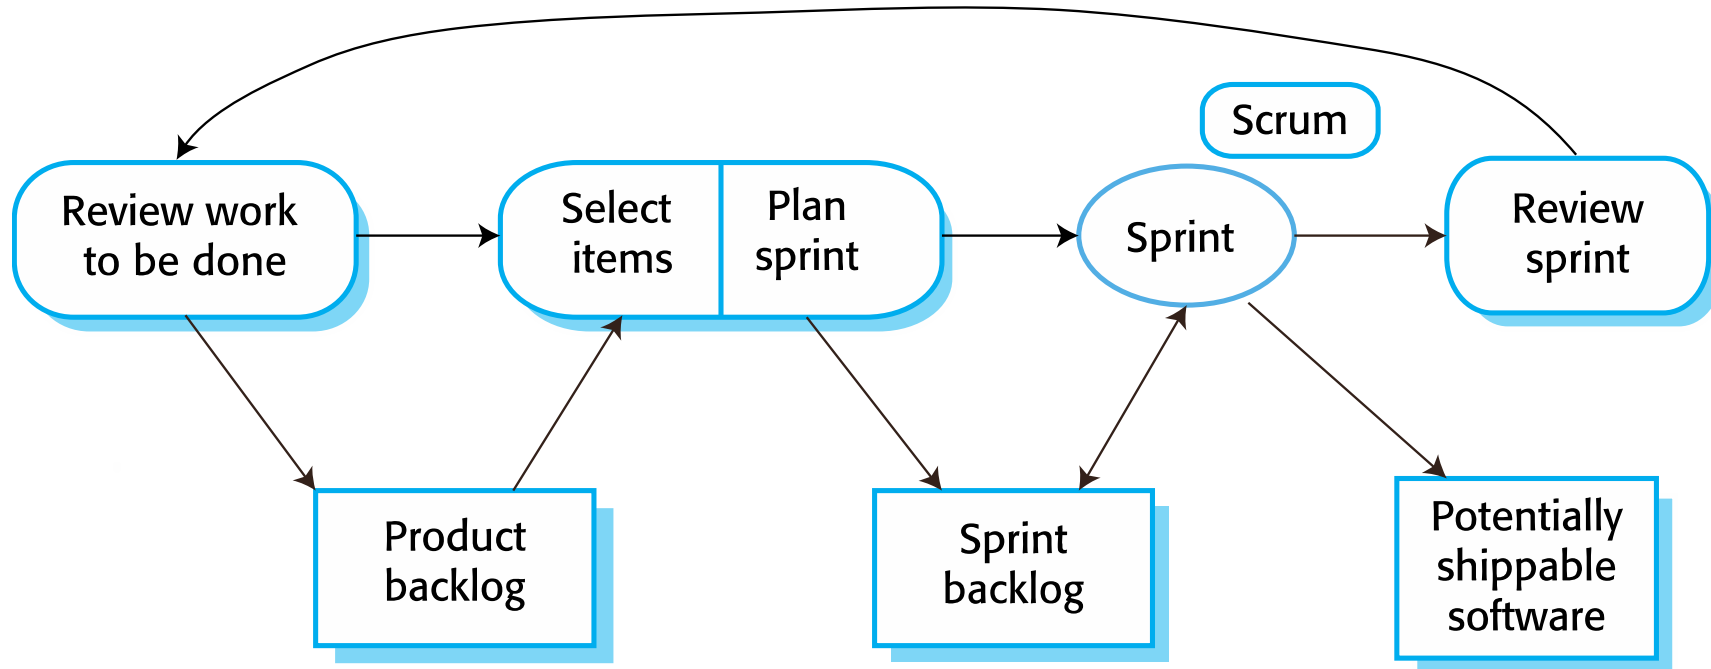 Scrum
Review work
to be done
Select
items
Plan
sprint
Sprint
Review
sprint
Product
backlog
Sprint
backlog
Potentially
shippable
software